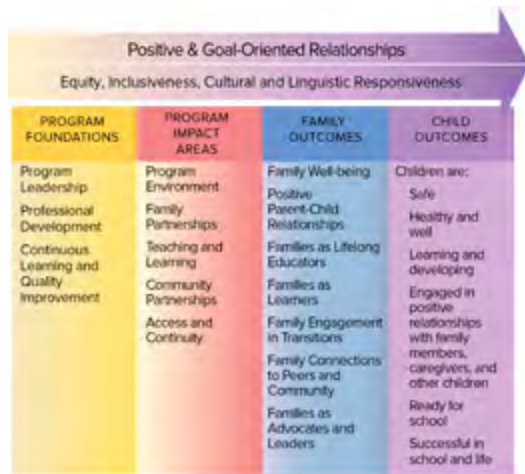 Positive & Goal-Oriented Relationships
Equity, Inclusiveness, Cultural and Linguistic Responsiveness
PROGRAM
FOUNDATIONS
Program
Leadership
Professional
Development
Continuous
Learning and
Quality
Improvement
PROGRAM
IMPACT
AREAS
Program
Environment
Family
Partnerships
Teaching and
Learning
Community
Partnerships
Access and
Continuity
FAMILY
OUTCOMES
Family Well-being
Positive
Parent-Child
Relationships
Families as Lifelong
Educators
Families as
Learners
Family Engagement
in Transitions
Family Connections
to Peers and
Community
Families as
Advocates and
Leaders
CHILD
OUTCOMES
Children are:
Safe
Healthy and
well
Learning and
developing
Engaged in
positive
relationships
with family
members,
caregivers, and
other children
Ready for
school
Successful in
school and life